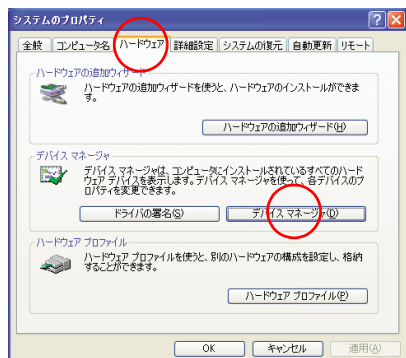 システムのプロパティ
全般 コンピュータ名 ハードウェア 詳細設定 システムの復元 自動更新 リモート
ハードウェアの追加ウィザード
ハードウェアの追加ウィザードを使うと、ハードウェアのインストールができます。
ハードウェアの追加ウィザード(H)
デバイス マネージャ
デバイス マネージャは、コンピュータにインストールされているすべてのハード
ウェア デバイスを表示します。デバイス マネージャを使って、各デバイスのプ
ロパティを変更できます。
ドライバの署名(S) デバイス マネージャ(D)
ハードウェア プロファイル
ハードウェア プロファイルを使うと、別のハードウェアの構成を設定し、格納
することができます。
ハードウェア プロファイル(P)
OK キャンセル 適用(A)